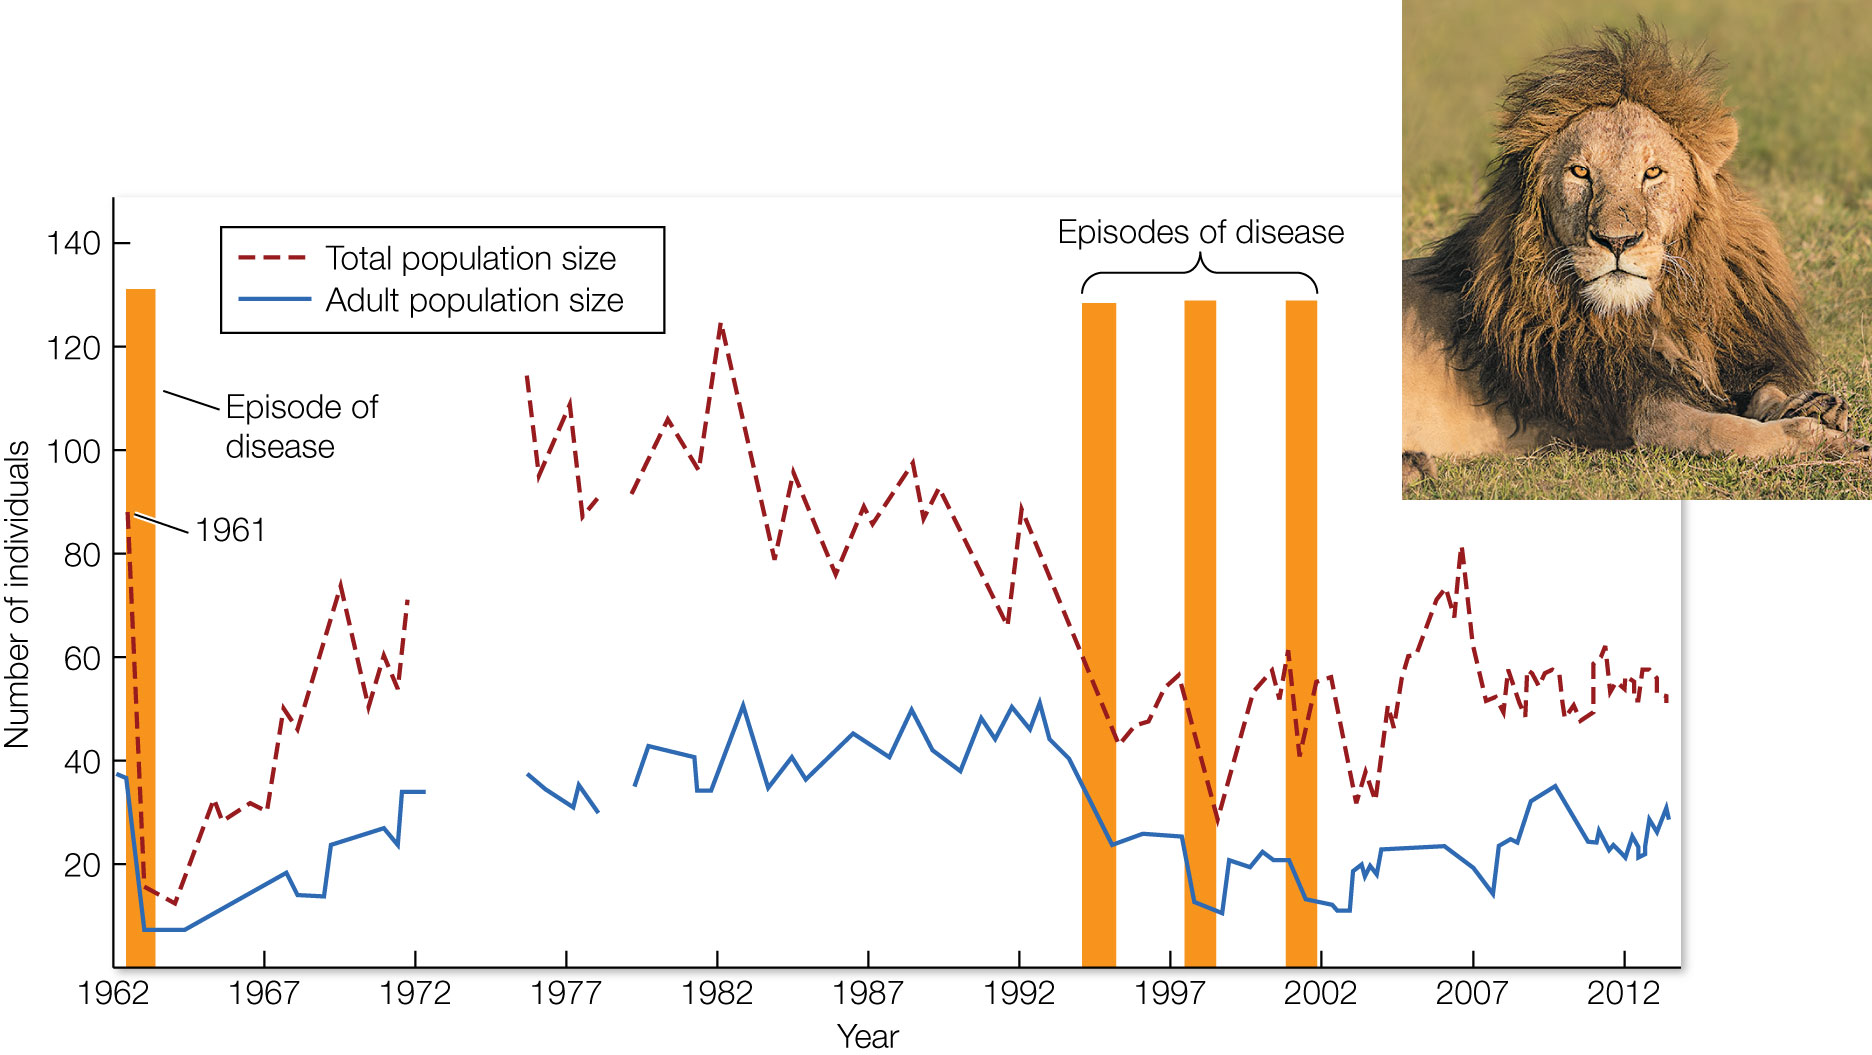 Total population size
Adult population size
Episodes of disease
Episode of
disease
1961
Number of individuals
140
120
100
80
60
40
20
1962 1967 1972 1977 1982 1987 1992 1997 2002 2007 2012
Year